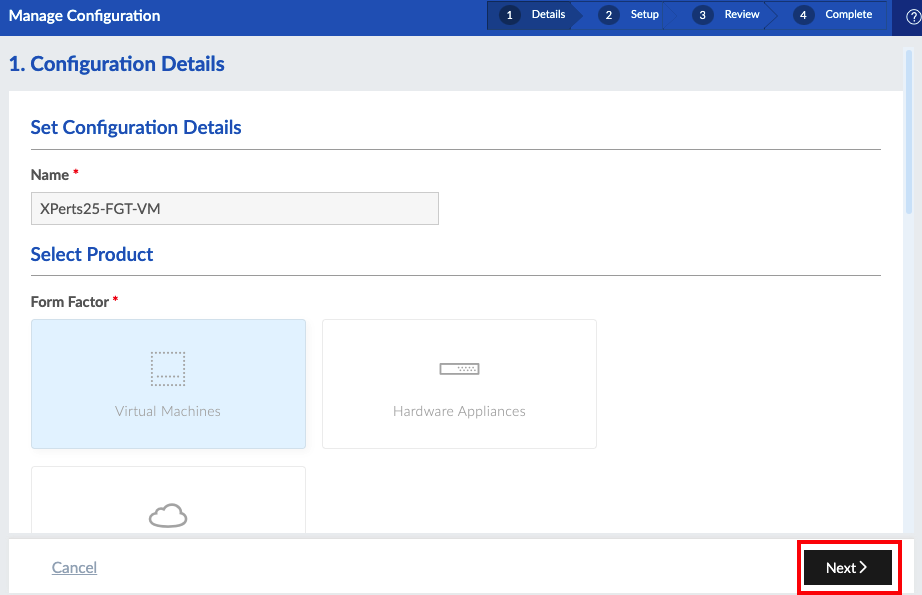 Manage Configuration
1 Details 2 Setup 3 Review 4 Complete ?
1. Configuration Details
Set Configuration Details
Name *
XPerts25-FGT-VM
Select Product
Form Factor *
Virtual Machines Hardware Appliances
Cancel Next